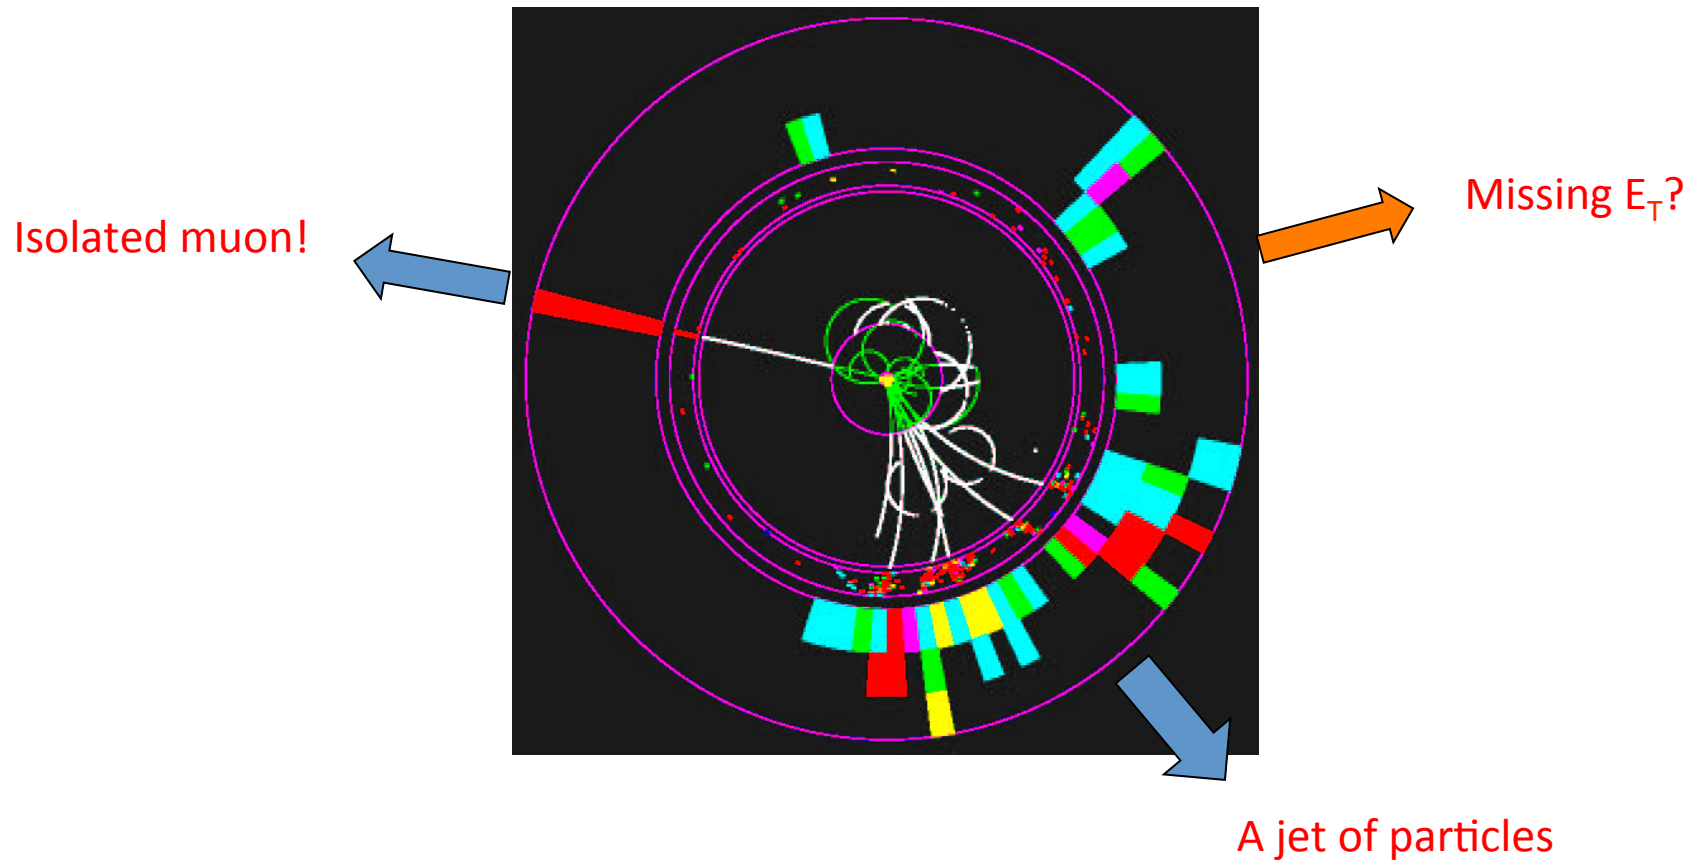 Missing E_T?
Isolated muon!
A jet of particles